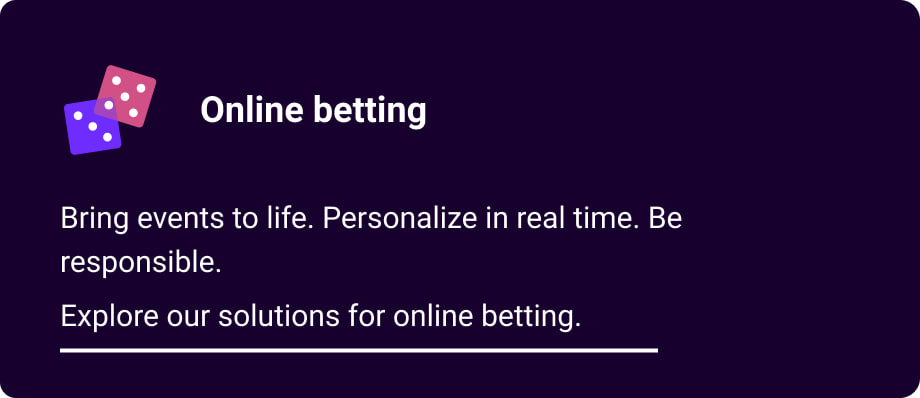 Online betting
Bring events to life. Personalize in real time. Be
responsible.
Explore our solutions for online betting.